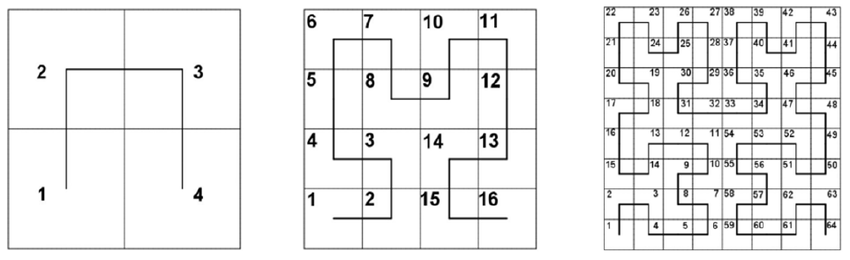 2 3
1 4
6 7 10 11
5 8 9 12
4 3 14 13
1 2 15 16
22 23 26 27 38 39 42 43
21 24 25 28 37 40 41 44
20 19 30 29 36 35 46 45
17 18 31 32 33 34 47 48
16 13 12 11 54 53 52 49
15 14 9 10 55 56 51 50
2 3 8 7 58 57 62 63
1 4 5 6 59 60 61 64